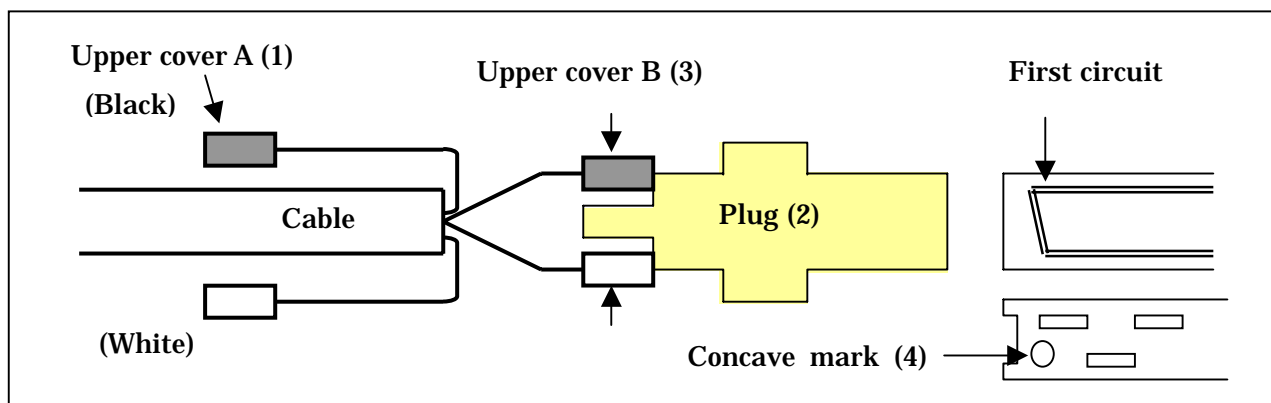 Upper cover A (1)
(Black)
Upper cover B (3)
First circuit
Cable
Plug (2)
(White)
Concave mark (4)